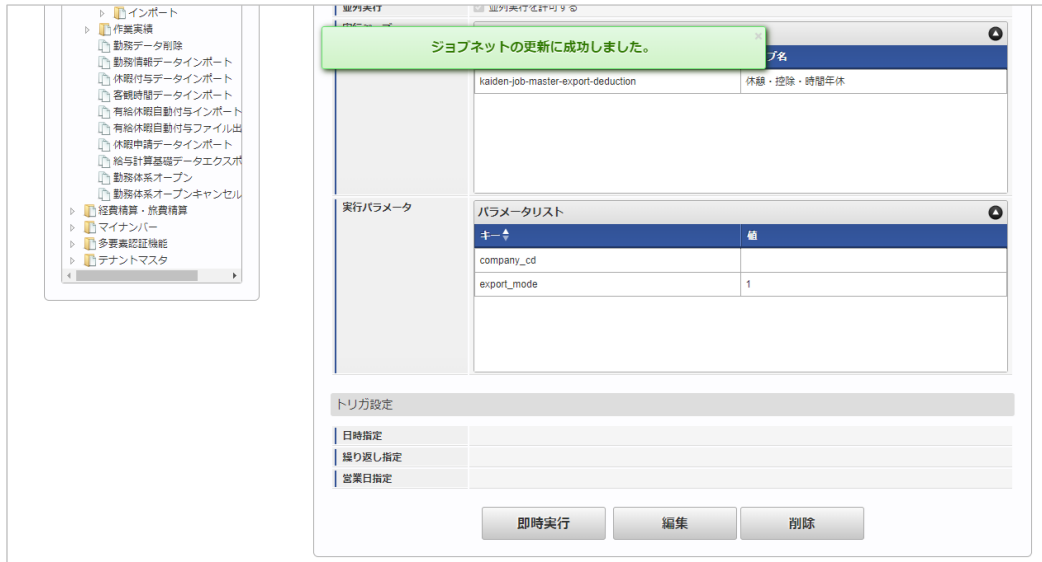 インポート
作業実績
勤務データ削除
勤務情報データインポート
休暇付与データインポート
客観時間データインポート
有給休暇自動付与インポート
有給休暇自動付与ファイル出
休暇申請データインポート
給与計算基礎データエクスポ
勤務体系オープン
勤務体系オープンキャンセル
経費精算・旅費精算
マイナンバー
多要素認証機能
テナントマスタ
並列実行
並列実行を許可する
ジョブネットの更新に成功しました。
×
ブ名
kaiden-job-master-export-deduction
休憩・控除・時間年休
実行パラメータ
パラメータリスト
キー
値
company_cd
export_mode
1
トリガ設定
日時指定
繰り返し指定
営業日指定
即時実行
編集
削除